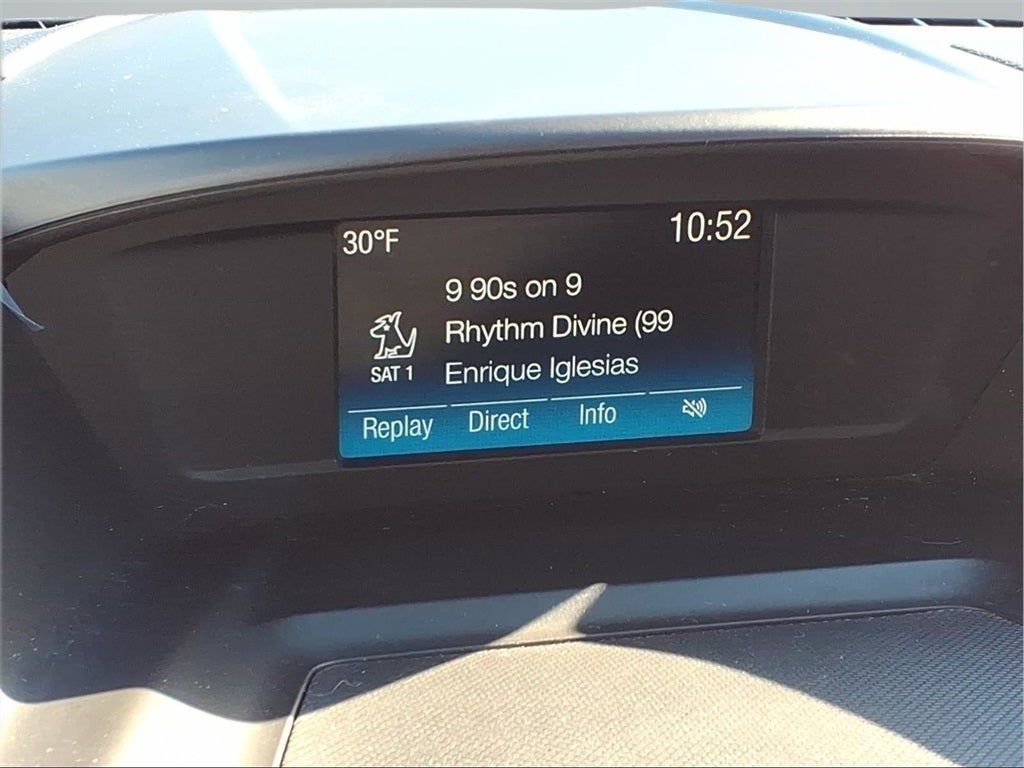 30°F
10:52
9 90s on 9
Rhythm Divine (99
Enrique Iglesias
SAT 1
Replay Direct Info